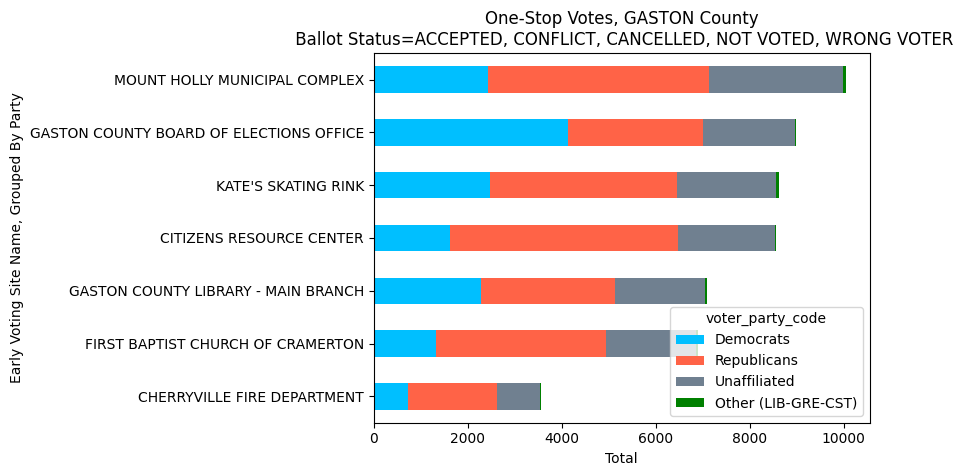 One-Stop Votes, GASTON County
Ballot Status=ACCEPTED, CONFLICT, CANCELLED, NOT VOTED, WRONG VOTER
Early Voting Site Name, Grouped By Party
MOUNT HOLLY MUNICIPAL COMPLEX
GASTON COUNTY BOARD OF ELECTIONS OFFICE
KATE'S SKATING RINK
CITIZENS RESOURCE CENTER
GASTON COUNTY LIBRARY - MAIN BRANCH
FIRST BAPTIST CHURCH OF CRAMERTON
CHERRYVILLE FIRE DEPARTMENT
voter_party_code
Democrats
Republicans
Unaffiliated
Other (LIB-GRE-CST)
0 2000 4000 6000 8000 10000
Total